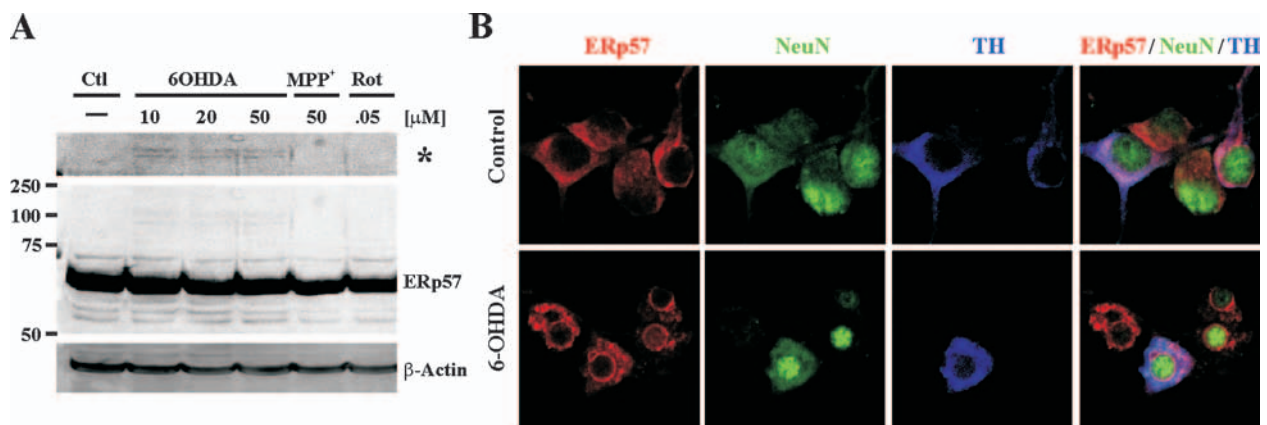 A
Ctl 6OHDA MPP+ Rot
— 10 20 50 50 .05 [µM]
*
250
100
75
ERp57
50
β-Actin
B
ERp57 NeuN TH ERp57/NeuN/TH
Control
6-OHDA